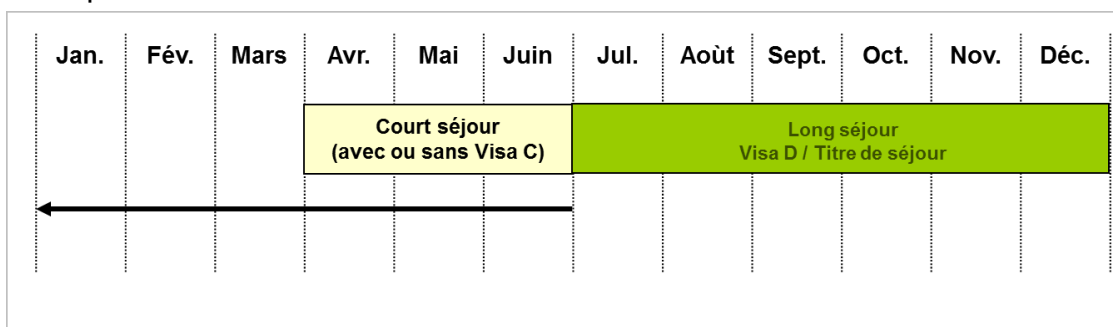 Jan. Fév. Mars Avr. Mai Juin Jul. Aoùt Sept. Oct. Nov. Déc.
Court séjour
(avec ou sans Visa C)
Long séjour
Visa D / Titre de séjour